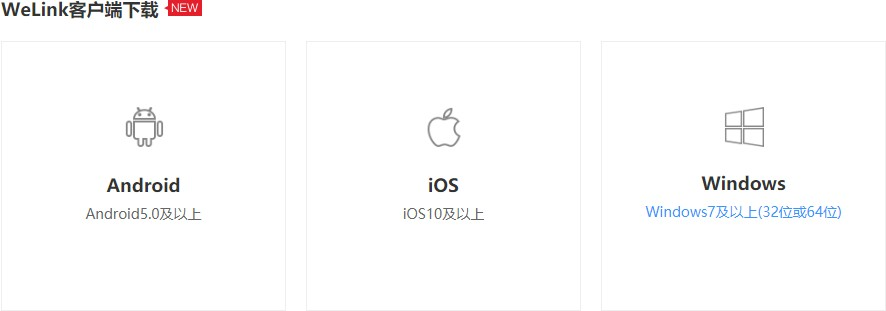 WeLink客户端下载 NEW
Android
Android5.0及以上
iOS
iOS10及以上
Windows
Windows7及以上(32位或64位)